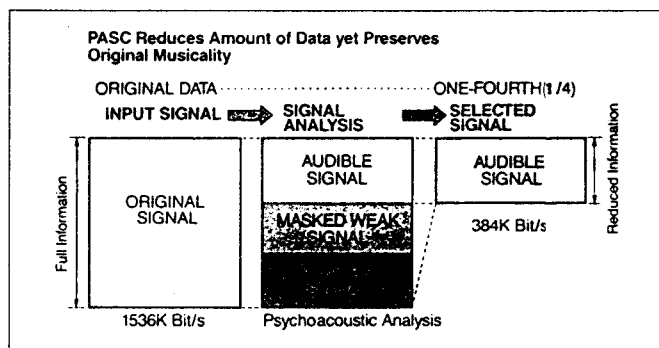 PASC Reduces Amount of Data yet Preserves
Original Musicality
ORIGINAL DATA ONE-FOURTH(1/4)
INPUT SIGNAL SIGNAL ANALYSIS SELECTED SIGNAL
Full Information
ORIGINAL
SIGNAL
AUDIBLE
SIGNAL
MASKED WEAK
SIGNAL
AUDIBLE
SIGNAL
Reduced Information
384K Bit/s
1536K Bit/s
Psychoacoustic Analysis